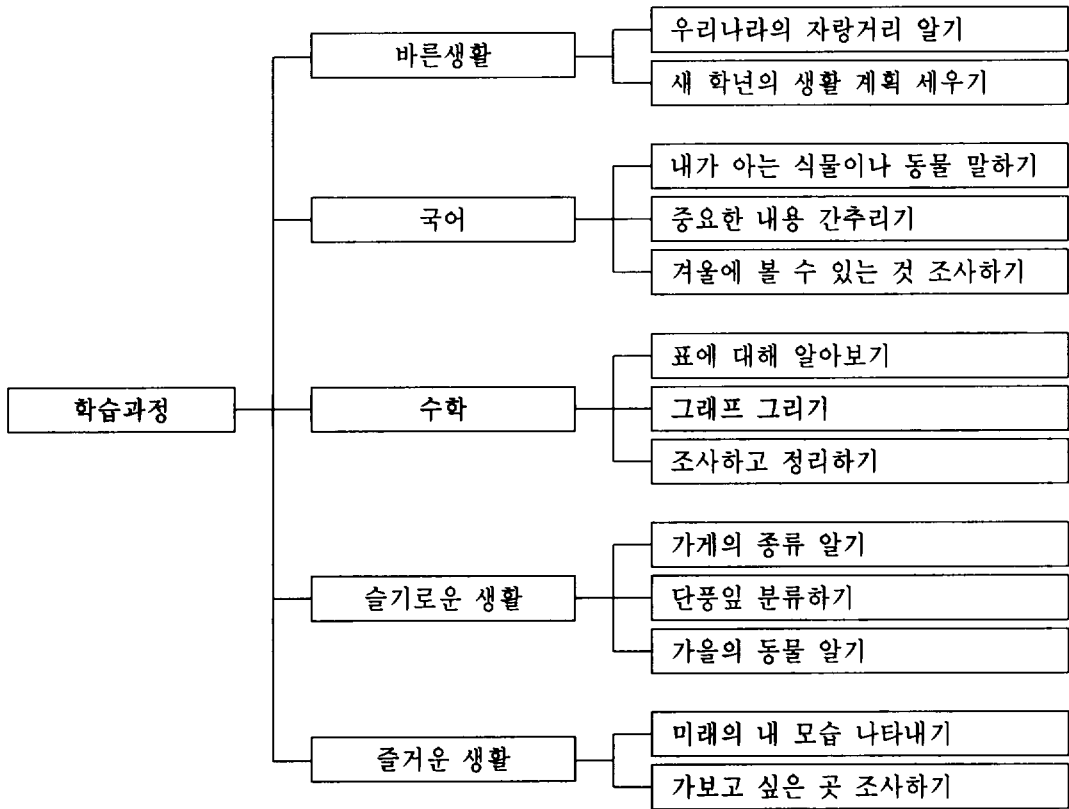 바른생활
우리나라의 자랑거리 알기
새 학년의 생활 계획 세우기
국어
내가 아는 식물이나 동물 말하기
중요한 내용 간추리기
겨울에 볼 수 있는 것 조사하기
학습과정
수학
표에 대해 알아보기
그래프 그리기
조사하고 정리하기
슬기로운 생활
가게의 종류 알기
단풍잎 분류하기
가을의 동물 알기
즐거운 생활
미래의 내 모습 나타내기
가보고 싶은 곳 조사하기